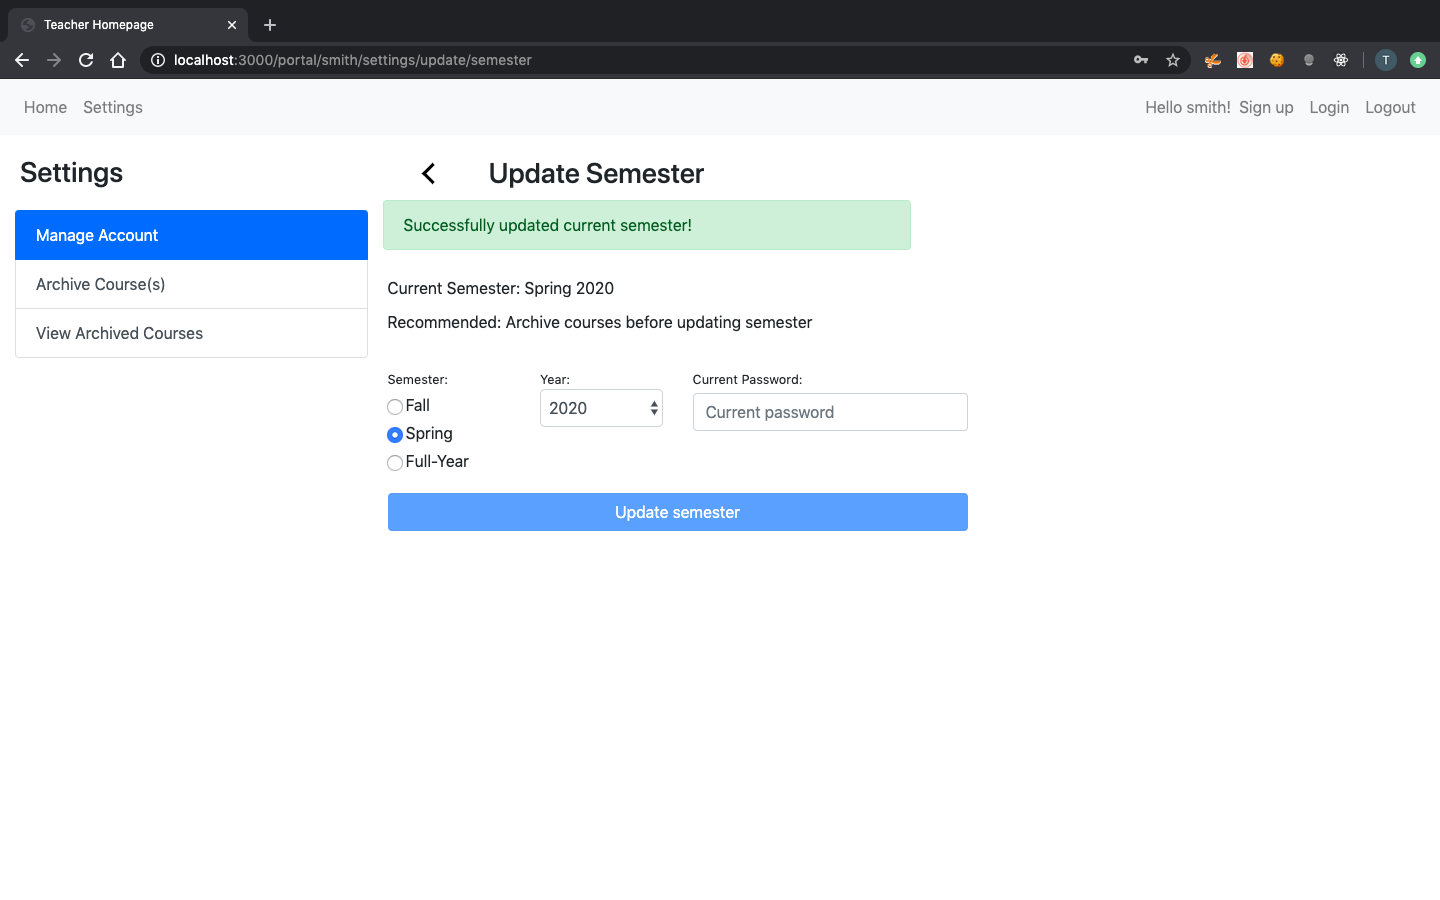 Teacher Homepage
localhost:3000/portal/smith/settings/update/semester
T
Home Settings
Hello smith! Sign up Login Logout
Settings
Manage Account
Archive Course(s)
View Archived Courses
Update Semester
Successfully updated current semester!
Current Semester: Spring 2020
Recommended: Archive courses before updating semester
Semester:
Fall
Spring
Full-Year
Year:
2020
Current Password:
Current password
Update semester